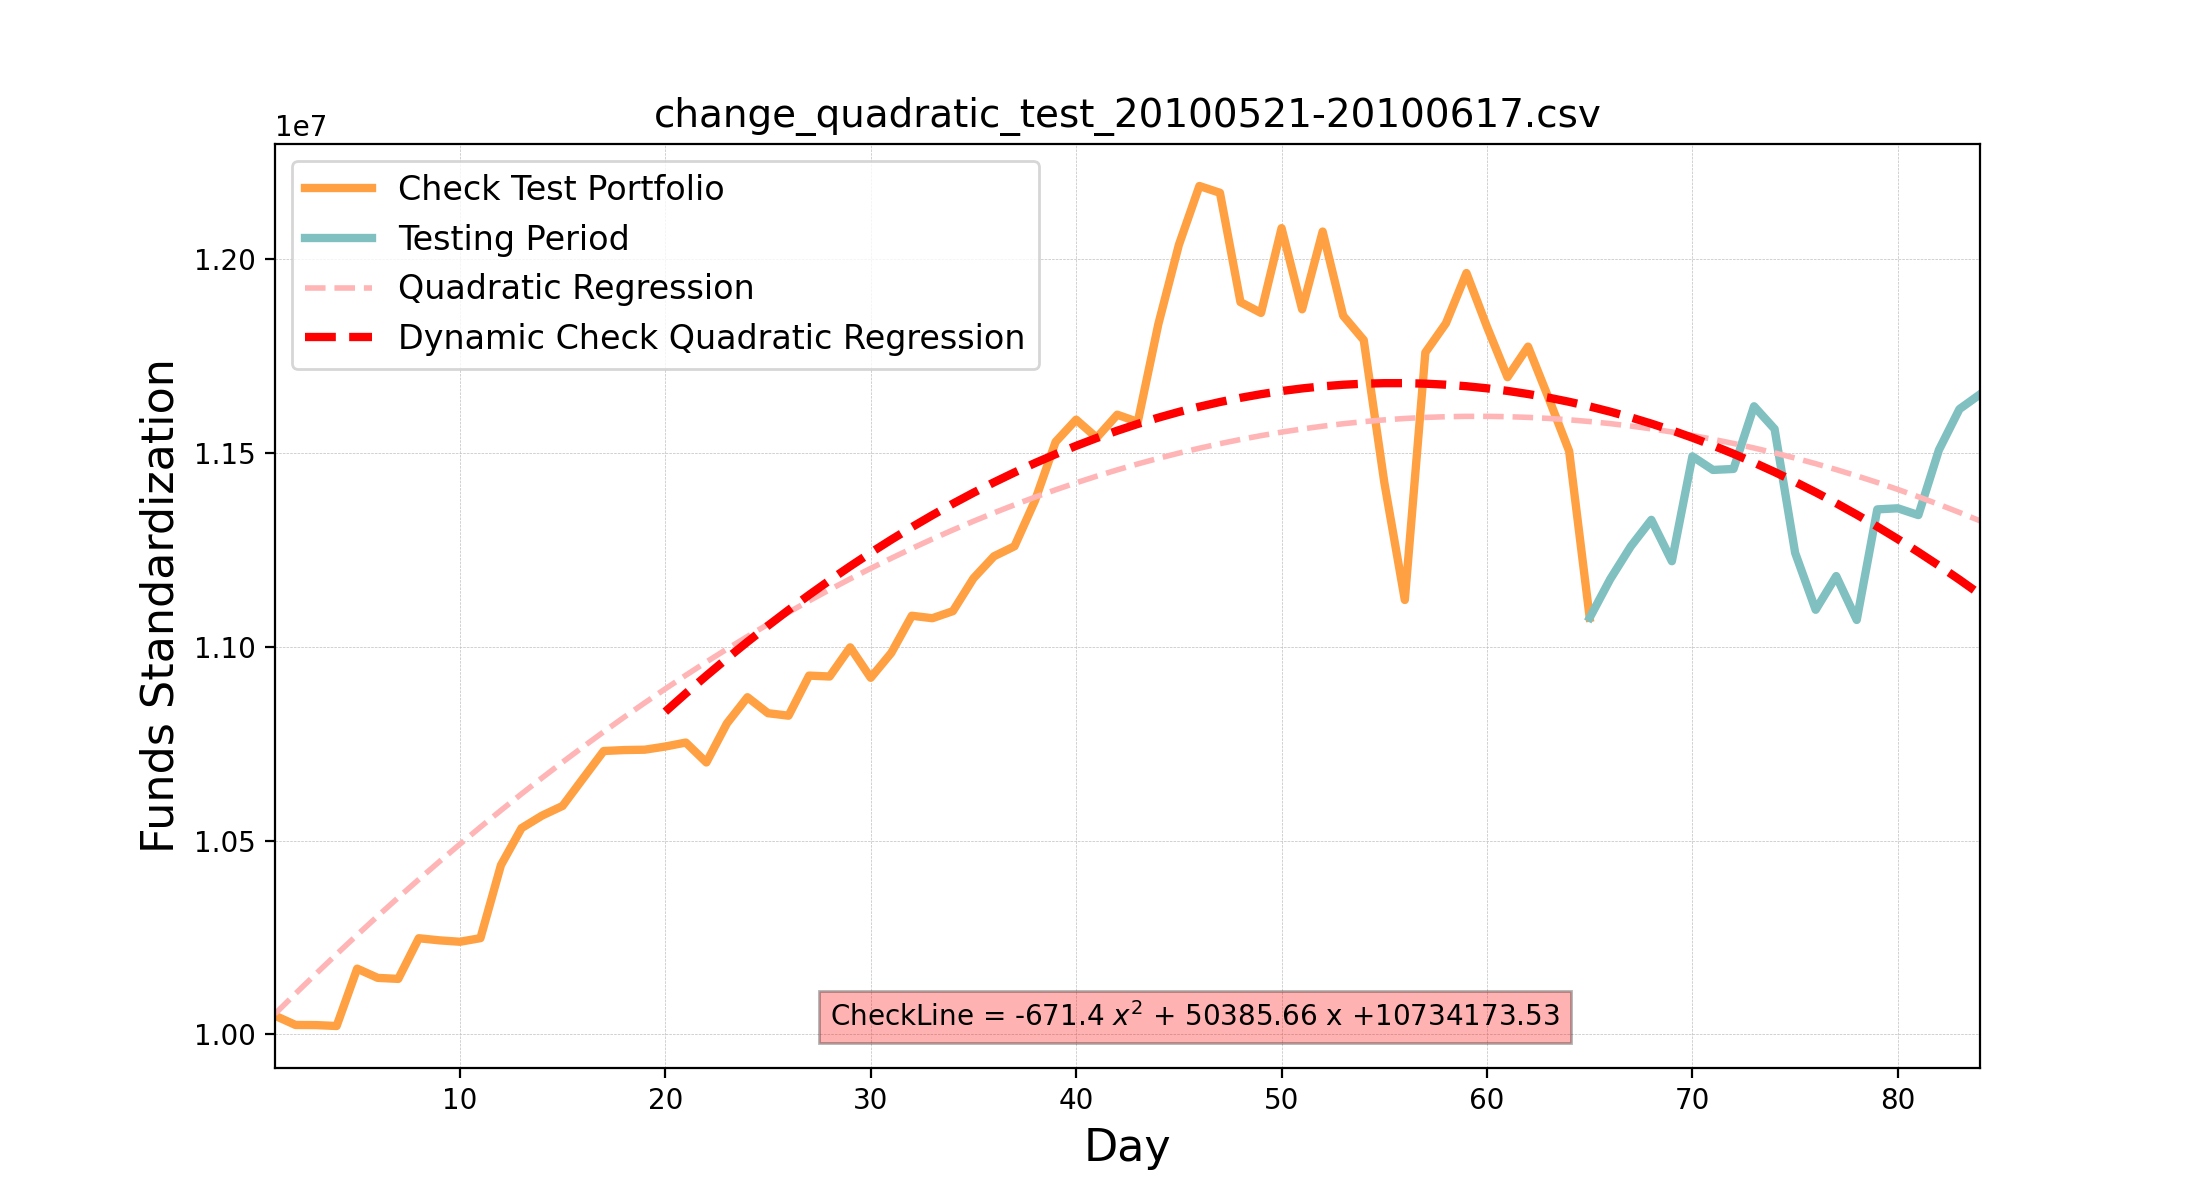 change_quadratic_test_20100521-20100617.csv
1e7
Check Test Portfolio
Testing Period
Quadratic Regression
Dynamic Check Quadratic Regression
1.20
1.15
1.10
1.05
1.00
Funds Standardization
CheckLine = -671.4 x² + 50385.66 x +10734173.53
10 20 30 40 50 60 70 80
Day